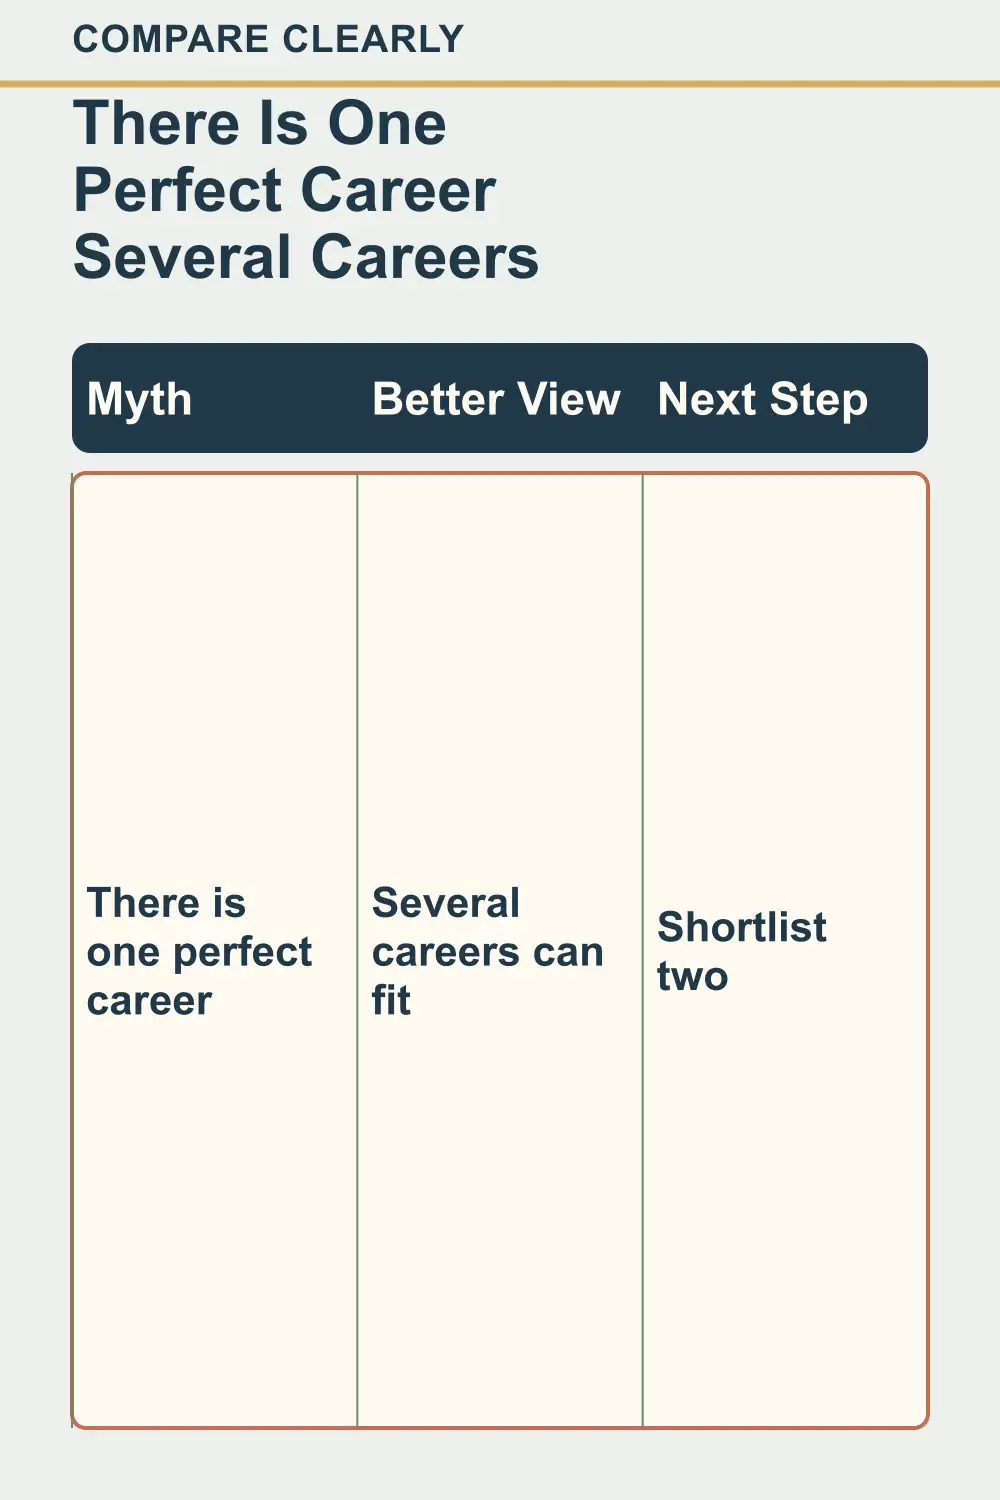 COMPARE CLEARLY
There Is One
Perfect Career
Several Careers
Myth
Better View
Next Step
There is
one perfect
career
Several
careers can
fit
Shortlist
two